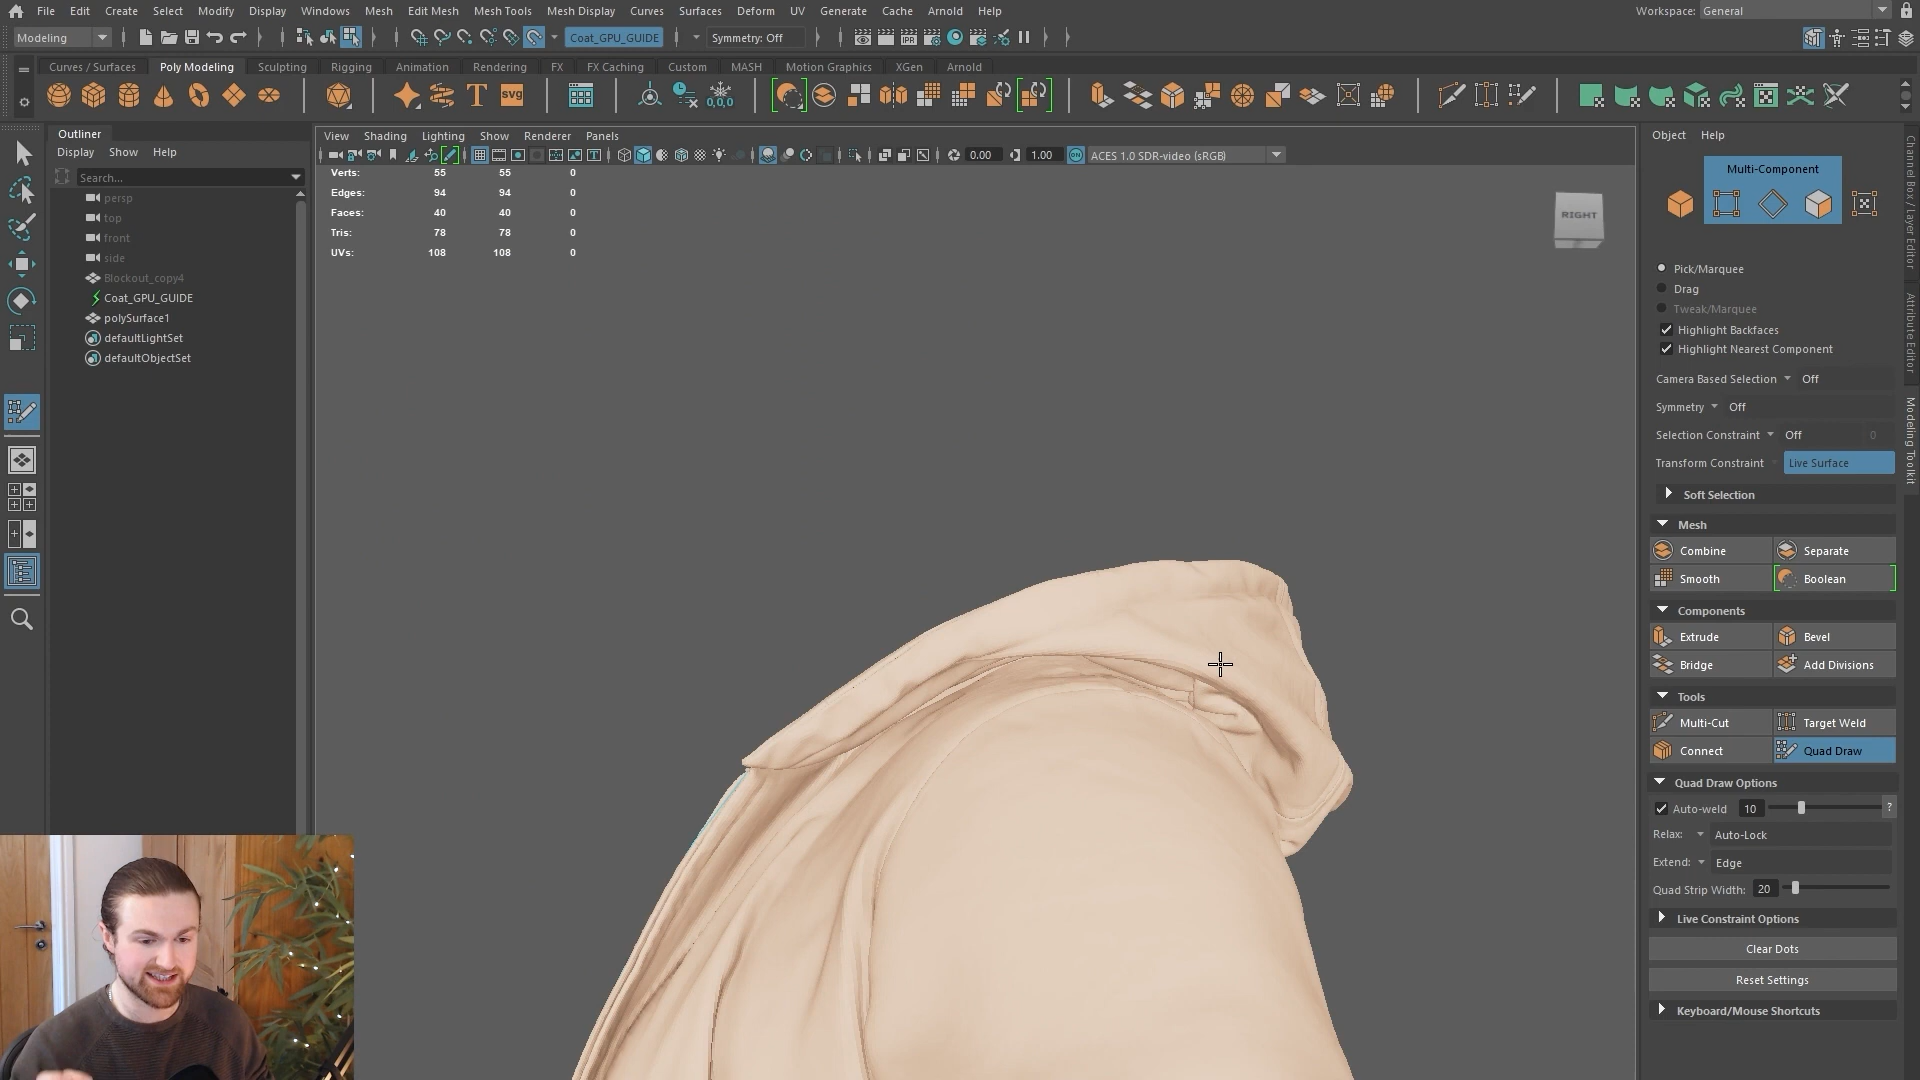 File Edit Create Select Modify Display Windows Mesh Edit Mesh Mesh Tools Mesh Display Curves Surfaces Deform UV Generate Cache Arnold Help Workspace: General
Modeling Coat_GPU_GUIDE Symmetry: Off IPR
Curves / Surfaces Poly Modeling Sculpting Rigging Animation Rendering FX FX Caching Custom MASH Motion Graphics XGen Arnold
T SVG 0,0,0
Outliner
Display Show Help
Search...
persp
top
front
side
Blockout_copy4
Coat_GPU_GUIDE
polySurface1
defaultLightSet
defaultObjectSet
View Shading Lighting Show Renderer Panels
0.00 1.00 ON ACES 1.0 SDR-video (sRGB)
Verts: 55 55 0
Edges: 94 94 0
Faces: 40 40 0
Tris: 78 78 0
UVs: 108 108 0
RIGHT
Object Help
Multi-Component
Pick/Marquee
Drag
Tweak/Marquee
Highlight Backfaces
Highlight Nearest Component
Camera Based Selection Off
Symmetry Off
Selection Constraint Off 0
Transform Constraint Live Surface
Soft Selection
Mesh
Combine Separate
Smooth Boolean
Components
Extrude Bevel
Bridge Add Divisions
Tools
Multi-Cut Target Weld
Connect Quad Draw
Quad Draw Options
Auto-weld 10 ?
Relax: Auto-Lock
Extend: Edge
Quad Strip Width: 20
Live Constraint Options
Clear Dots
Reset Settings
Keyboard/Mouse Shortcuts
Channel Box / Layer Editor
Attribute Editor
Modeling Toolkit